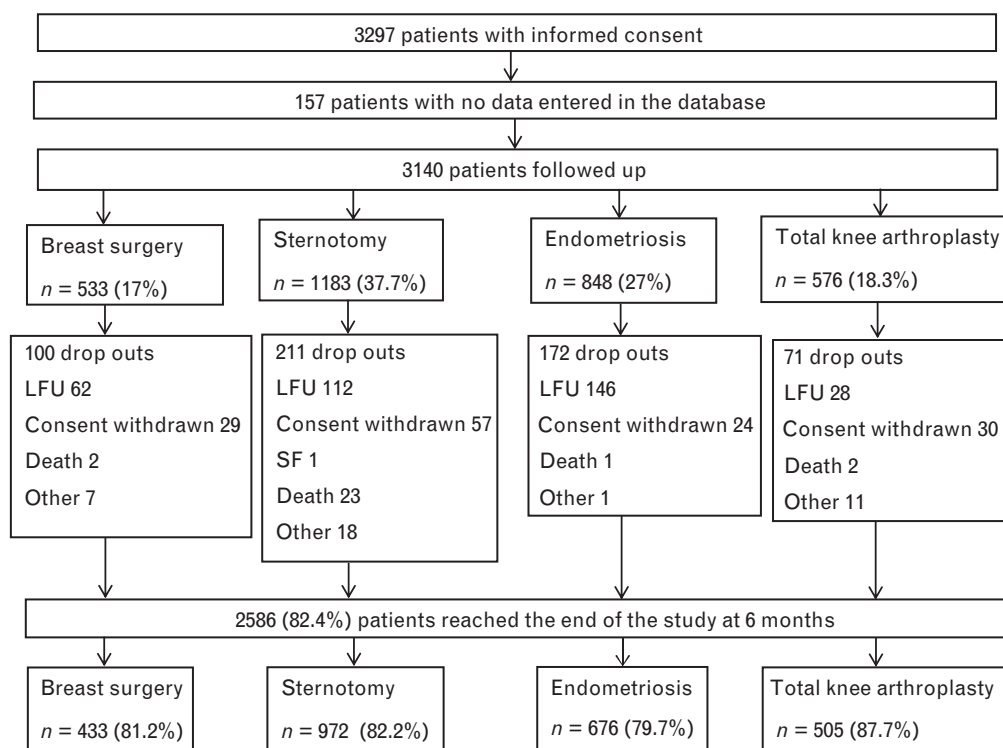 3297 patients with informed consent
157 patients with no data entered in the database
3140 patients followed up
Breast surgery
n = 533 (17%)
Sternotomy
n = 1183 (37.7%)
Endometriosis
n = 848 (27%)
Total knee arthroplasty
n = 576 (18.3%)
100 drop outs
LFU 62
Consent withdrawn 29
Death 2
Other 7
211 drop outs
LFU 112
Consent withdrawn 57
SF 1
Death 23
Other 18
172 drop outs
LFU 146
Consent withdrawn 24
Death 1
Other 1
71 drop outs
LFU 28
Consent withdrawn 30
Death 2
Other 11
2586 (82.4%) patients reached the end of the study at 6 months
Breast surgery
n = 433 (81.2%)
Sternotomy
n = 972 (82.2%)
Endometriosis
n = 676 (79.7%)
Total knee arthroplasty
n = 505 (87.7%)